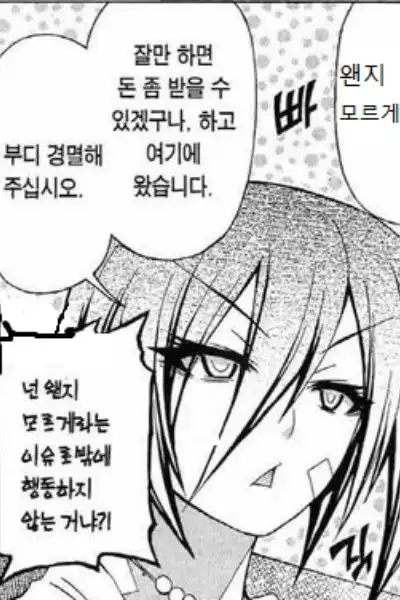 왠지
모르게
잘만 하면
돈 좀 받을 수
있겠구나, 하고
여기에
왔습니다.
부디 경멸해
주십시오.
빠
넌 왠지
모르게라는
이유로밖에
행동하지
않는 거냐?!